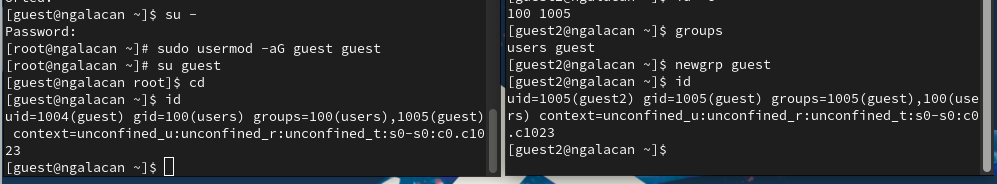 [guest@ngalacan ~]$ su -
Password:
[root@ngalacan ~]# sudo usermod -aG guest guest
[root@ngalacan ~]# su guest
[guest@ngalacan root]$ cd
[guest@ngalacan ~]$ id
uid=1004(guest) gid=100(users) groups=100(users),1005(guest)
context=unconfined_u:unconfined_r:unconfined_t:s0-s0:c0.c10
23
[guest@ngalacan ~]$
100 1005
[guest2@ngalacan ~]$ groups
users guest
[guest2@ngalacan ~]$ newgrp guest
[guest2@ngalacan ~]$ id
uid=1005(guest2) gid=1005(guest) groups=1005(guest),100(use
rs) context=unconfined_u:unconfined_r:unconfined_t:s0-s0:c0
.c1023
[guest2@ngalacan ~]$